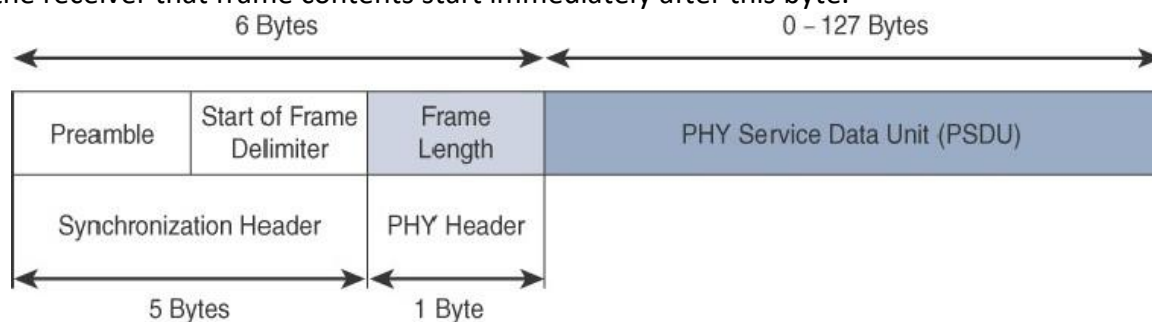 the receiver that frame contents start immediately after this byte.
6 Bytes
0 – 127 Bytes
Preamble
Start of Frame
Delimiter
Frame
Length
PHY Service Data Unit (PSDU)
Synchronization Header
PHY Header
5 Bytes
1 Byte